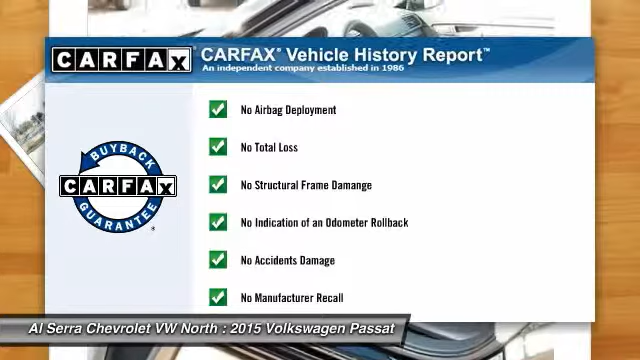 CARFAX
CARFAX® Vehicle History Report™
An independent company established in 1986
No Airbag Deployment
No Total Loss
No Structural Frame Damange
No Indication of an Odometer Rollback
No Accidents Damage
No Manufacturer Recall
BUYBACK
CARFAX
GUARANTEE®
Al Serra Chevrolet VW North : 2015 Volkswagen Passat